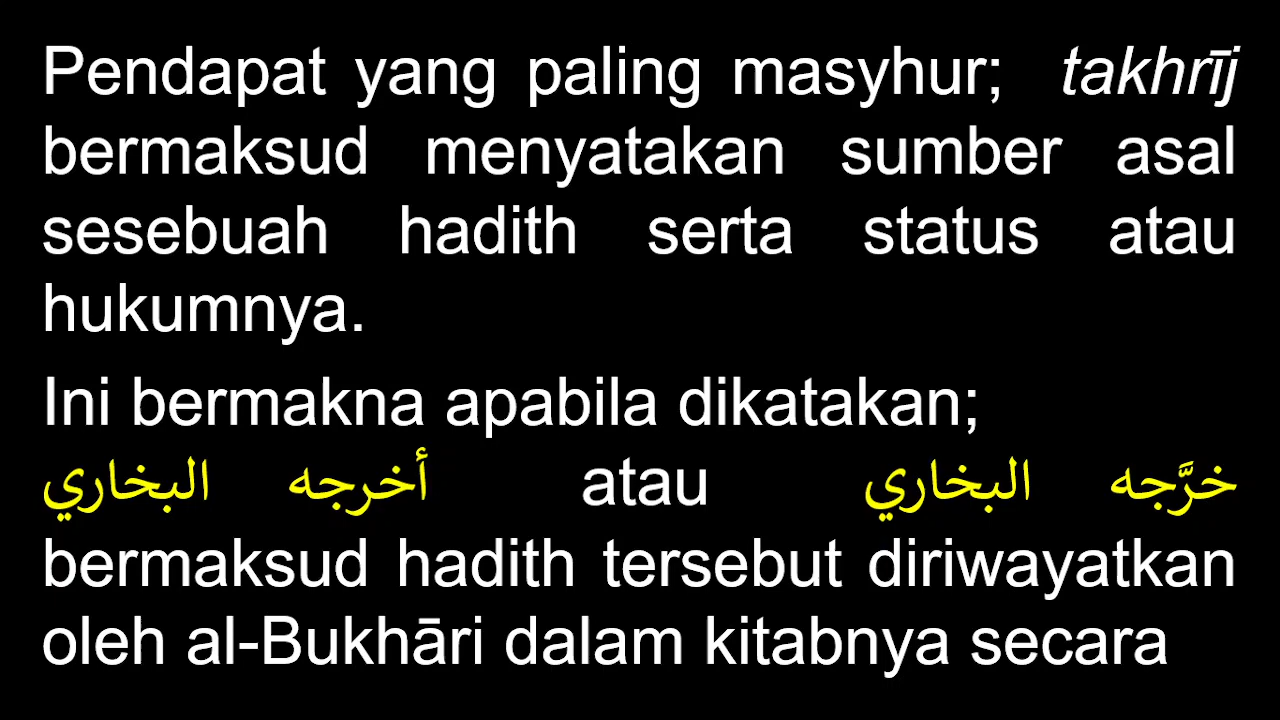 Pendapat yang paling masyhur; takhrīj
bermaksud menyatakan sumber asal
sesebuah hadith serta status atau
hukumnya.
Ini bermakna apabila dikatakan;
أخرجه البخاري atau خرَّجه البخاري
bermaksud hadith tersebut diriwayatkan
oleh al-Bukhāri dalam kitabnya secara